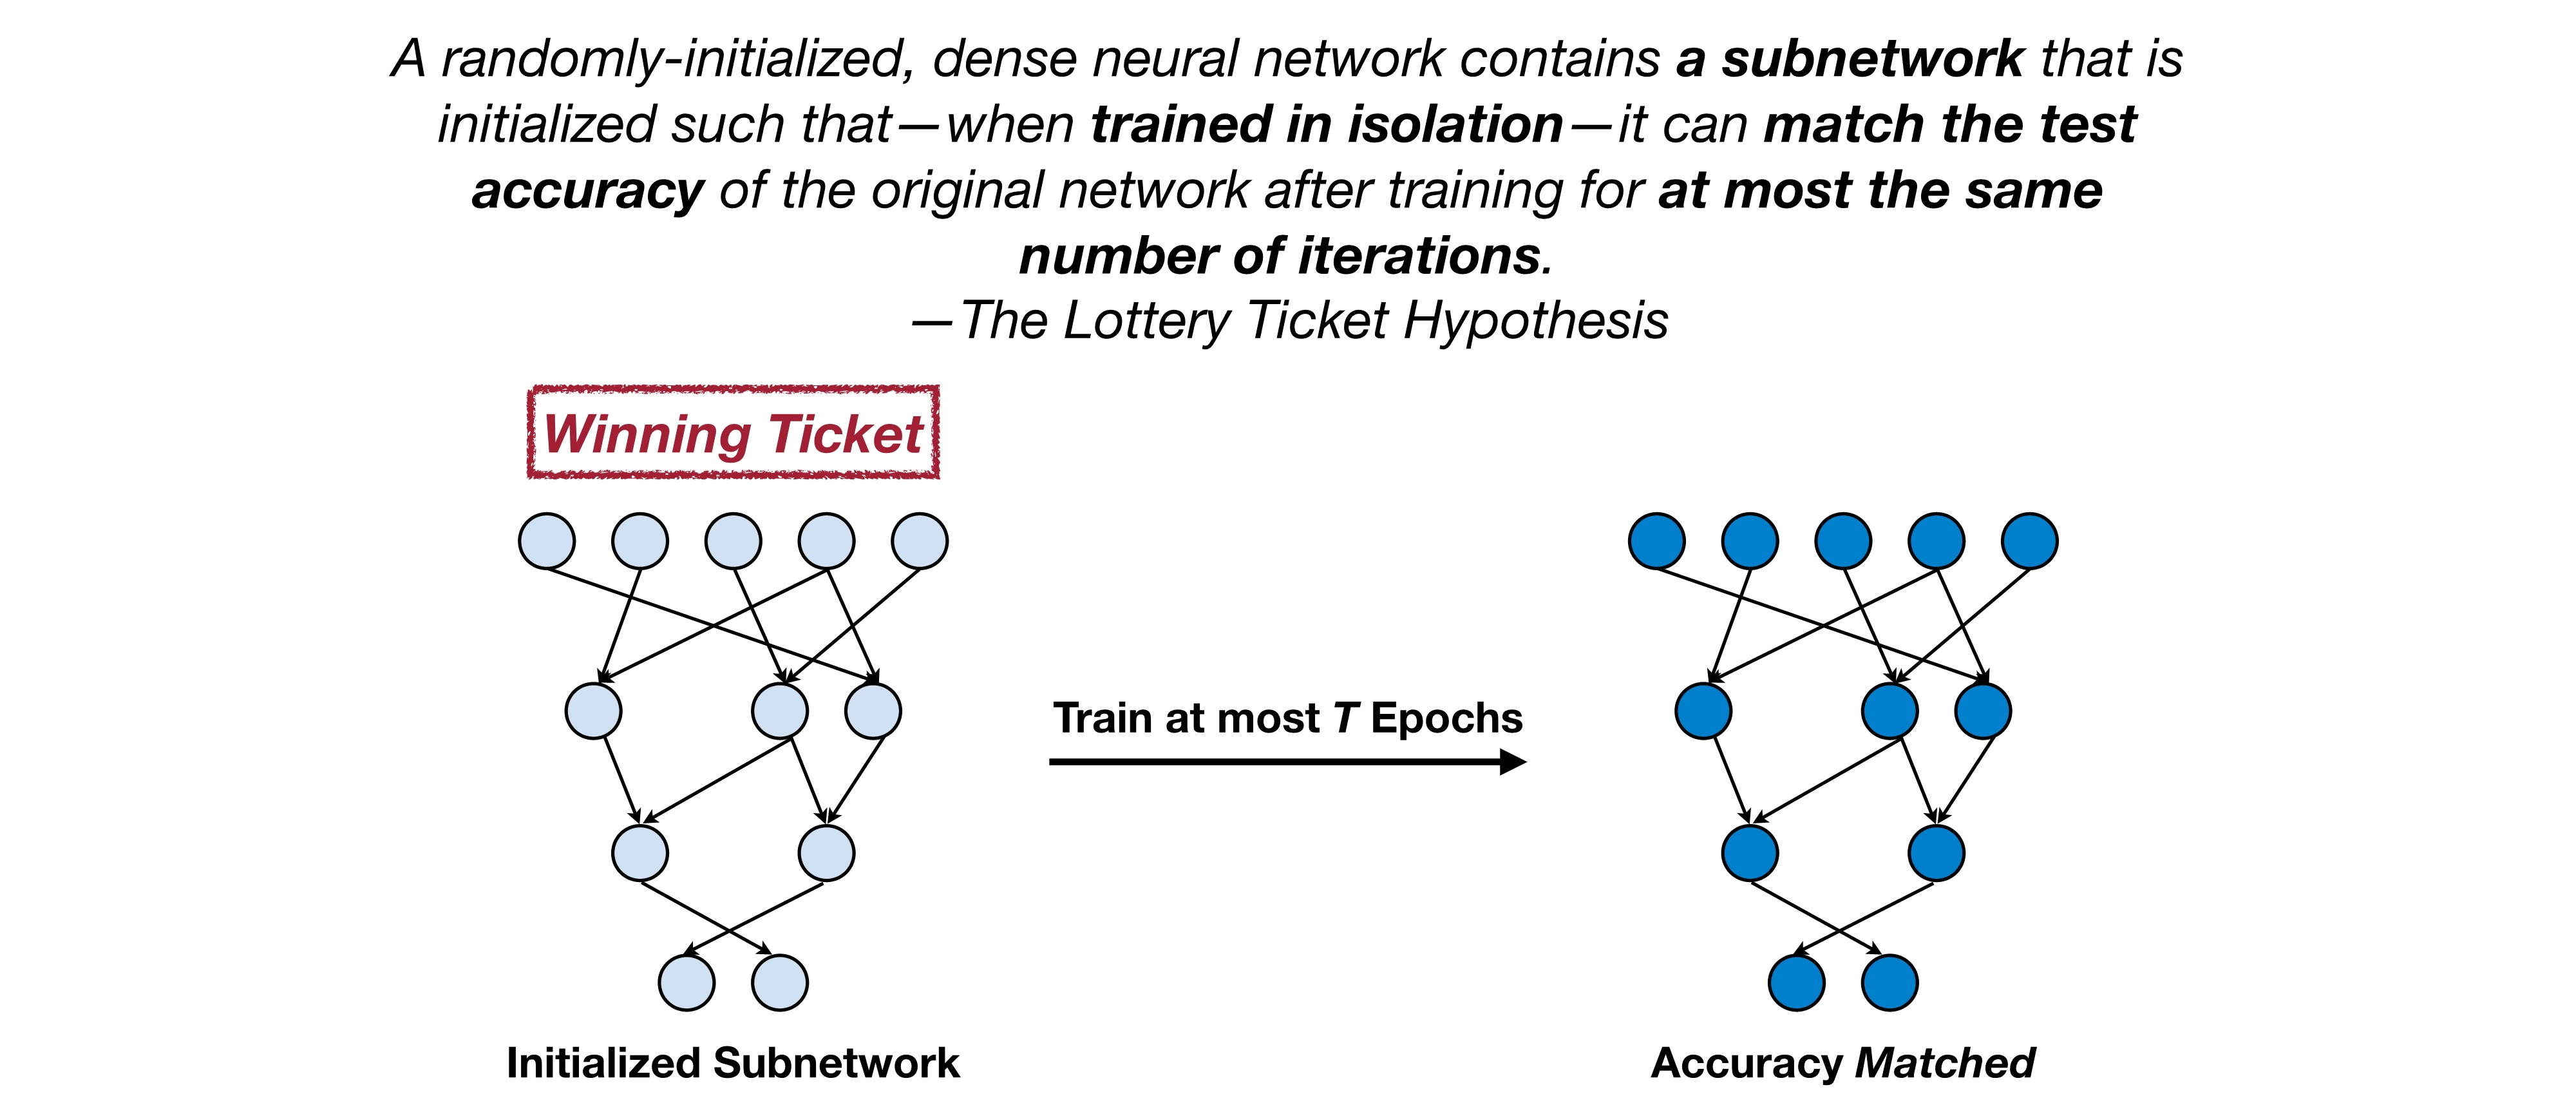 A randomly-initialized, dense neural network contains a subnetwork that is
initialized such that—when trained in isolation—it can match the test
accuracy of the original network after training for at most the same
number of iterations.
—The Lottery Ticket Hypothesis
Winning Ticket
Train at most T Epochs
Initialized Subnetwork
Accuracy Matched